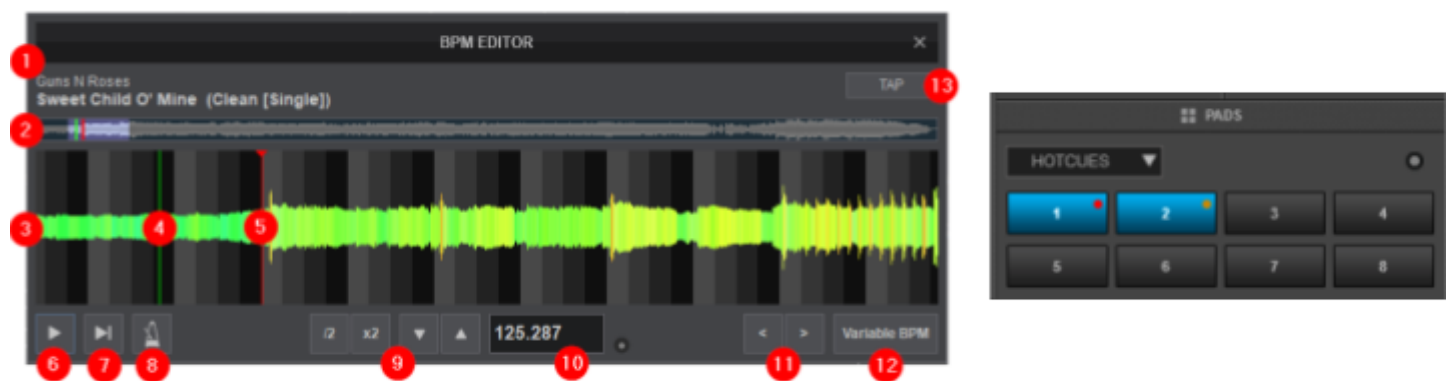 BPM EDITOR ×
1
Guns N Roses
TAP 13
Sweet Child O' Mine (Clean [Single])
2
3 4 5
/2 x2 125.287 < > Variable BPM
6 7 8 9 10 11 12
PADS
HOTCUES
1 2 3 4
5 6 7 8